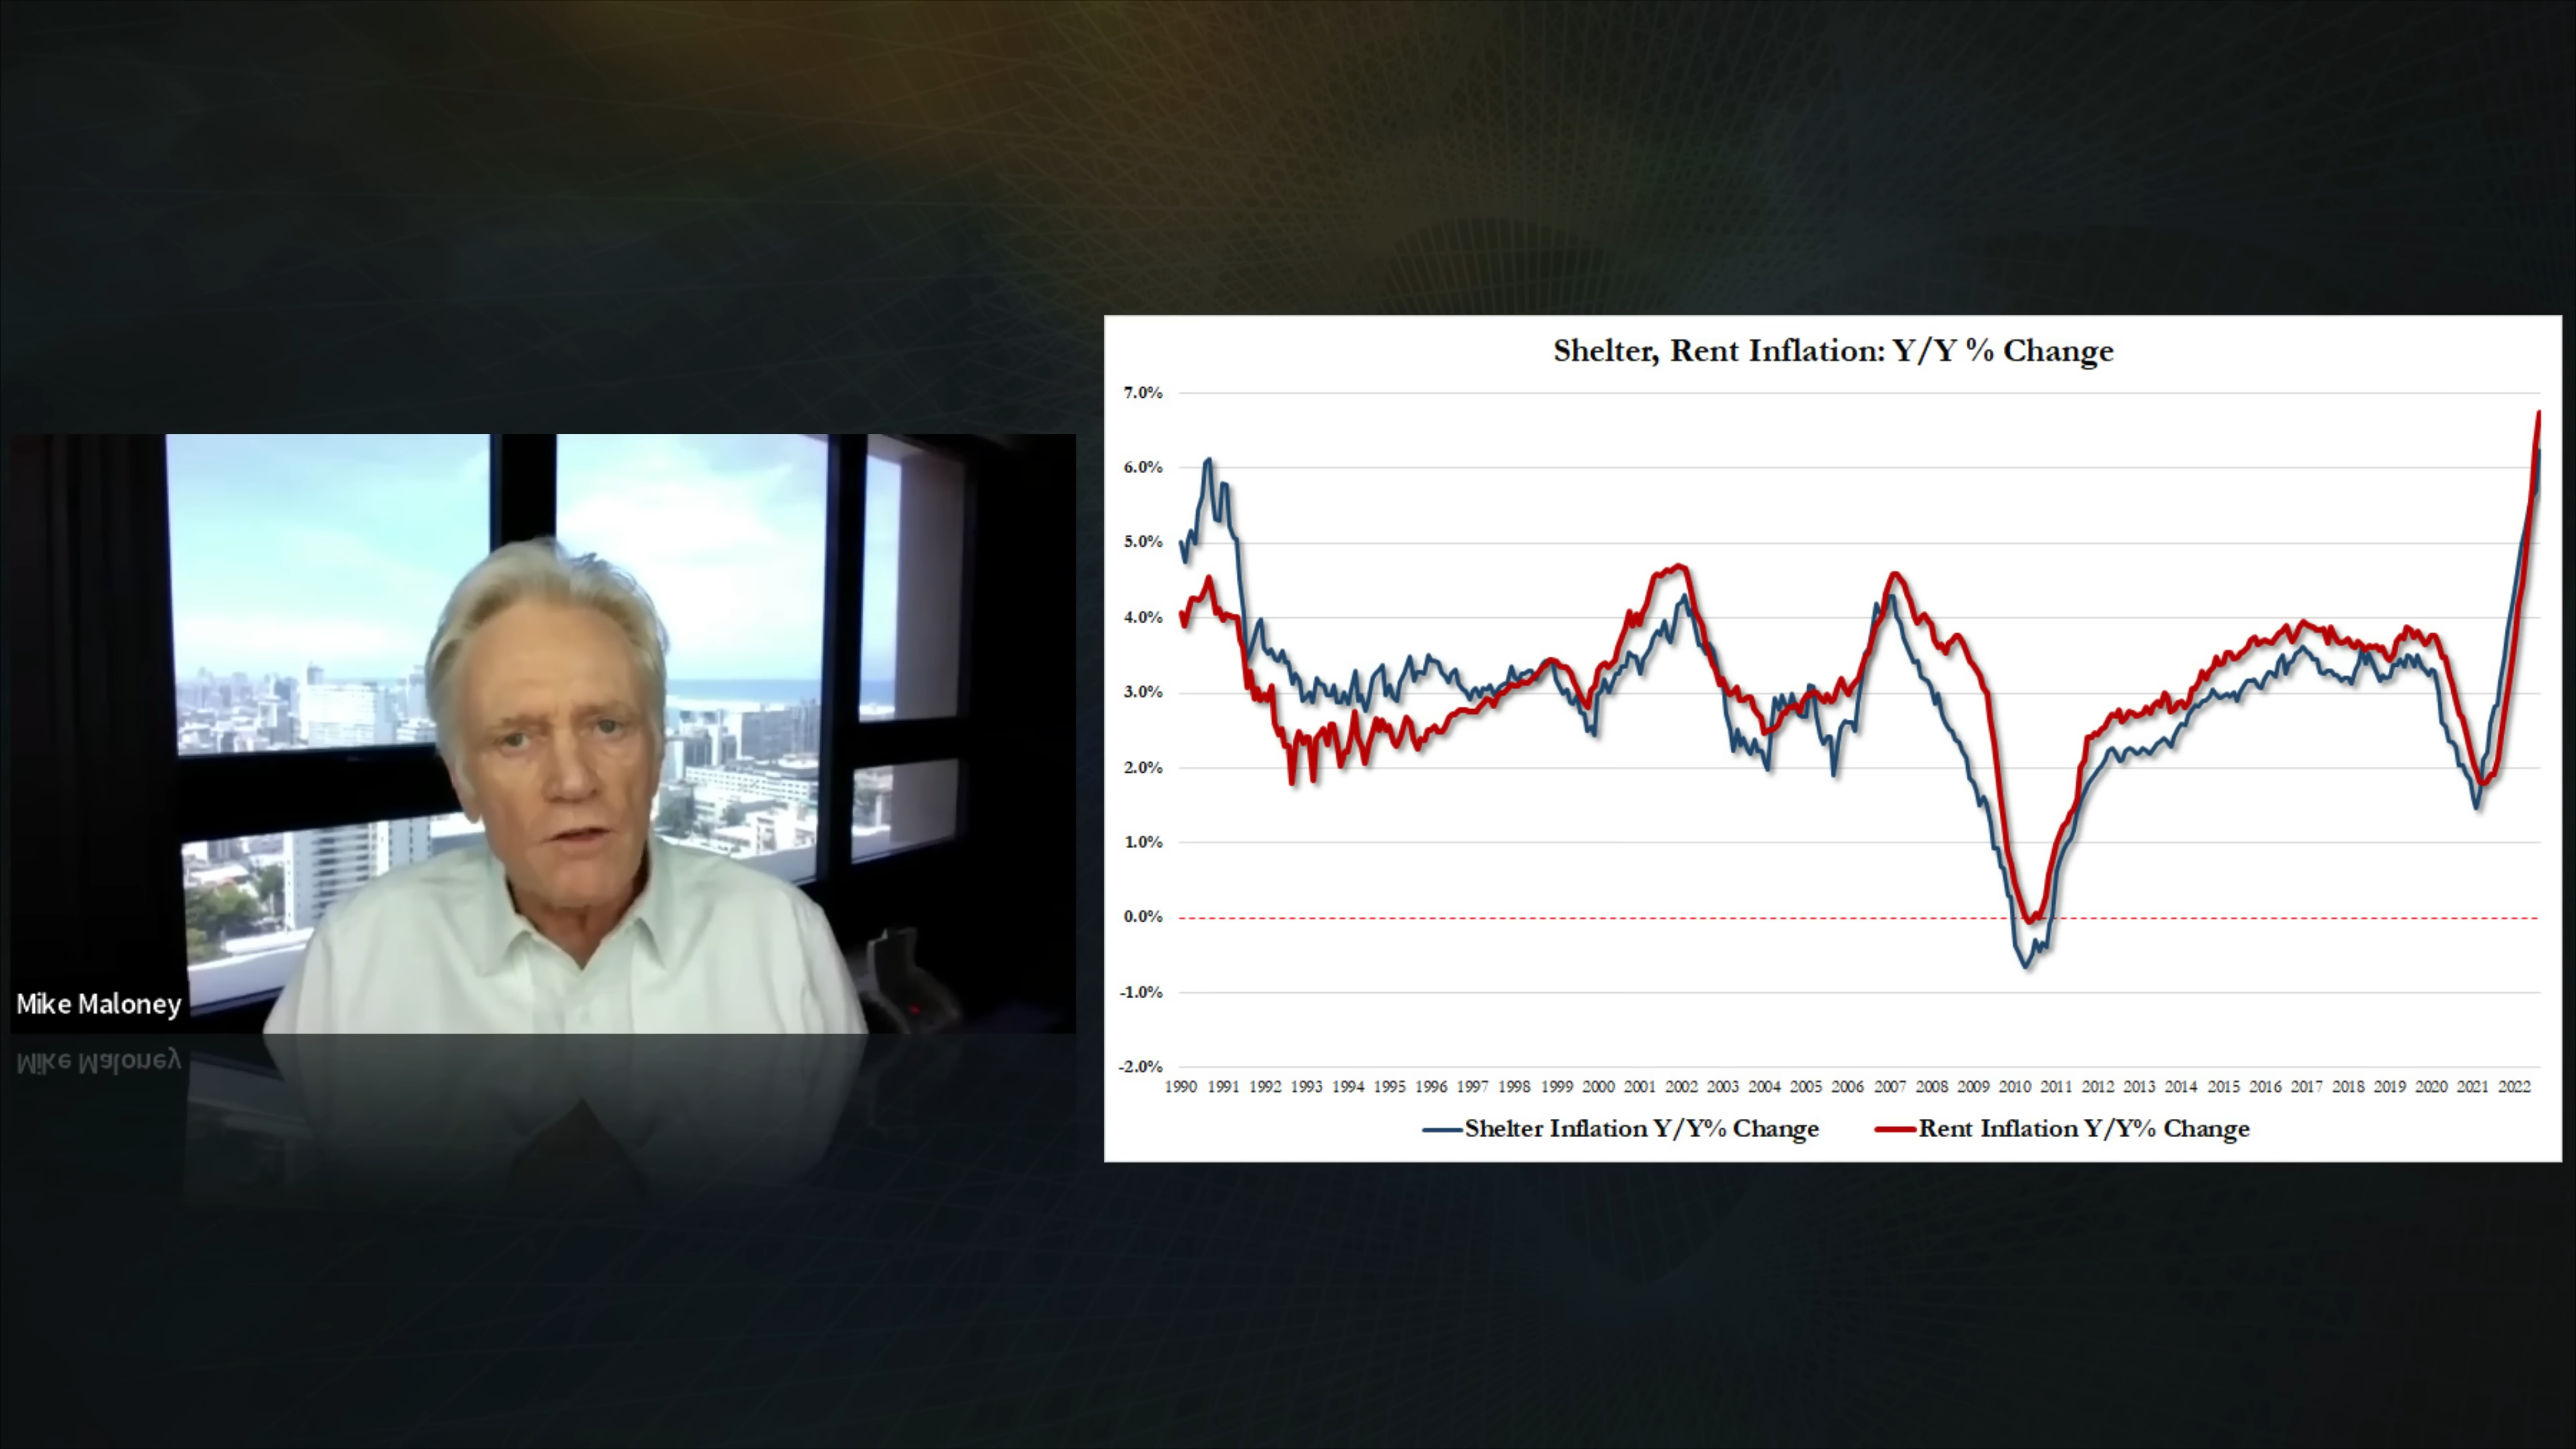 Mike Maloney
Mike Maloney
Shelter, Rent Inflation: Y/Y % Change
7.0%
6.0%
5.0%
4.0%
3.0%
2.0%
1.0%
0.0%
-1.0%
-2.0%
1990 1991 1992 1993 1994 1995 1996 1997 1998 1999 2000 2001 2002 2003 2004 2005 2006 2007 2008 2009 2010 2011 2012 2013 2014 2015 2016 2017 2018 2019 2020 2021 2022
Shelter Inflation Y/Y% Change Rent Inflation Y/Y% Change